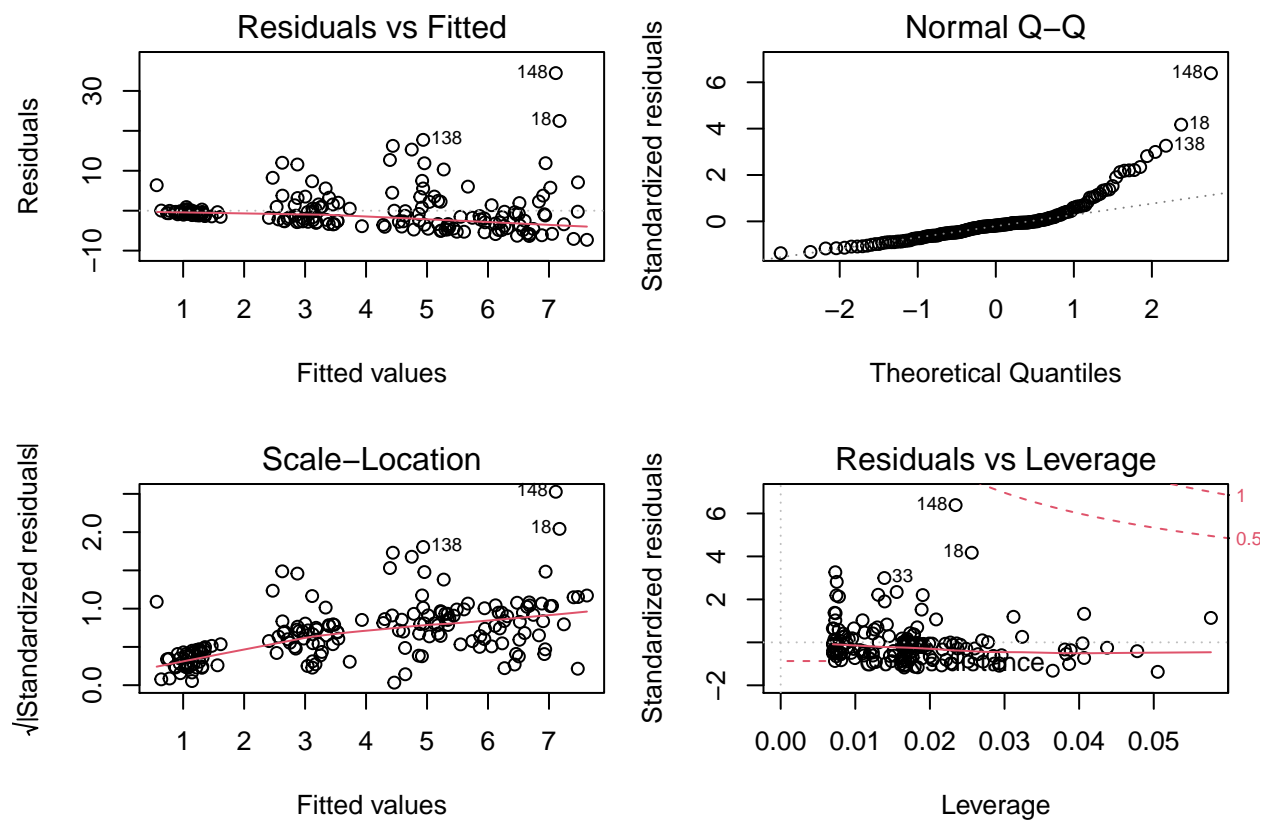 Residuals vs Fitted
Residuals
30
10
−10
148
18
138
1 2 3 4 5 6 7
Fitted values
Normal Q−Q
Standardized residuals
6
4
2
0
148
18
138
−2 −1 0 1 2
Theoretical Quantiles
Scale−Location
√|Standardized residuals|
2.0
1.0
0.0
148
18
138
1 2 3 4 5 6 7
Fitted values
Residuals vs Leverage
Standardized residuals
6
4
2
0
−2
148
18
33
1
0.5
distance
0.00 0.01 0.02 0.03 0.04 0.05
Leverage